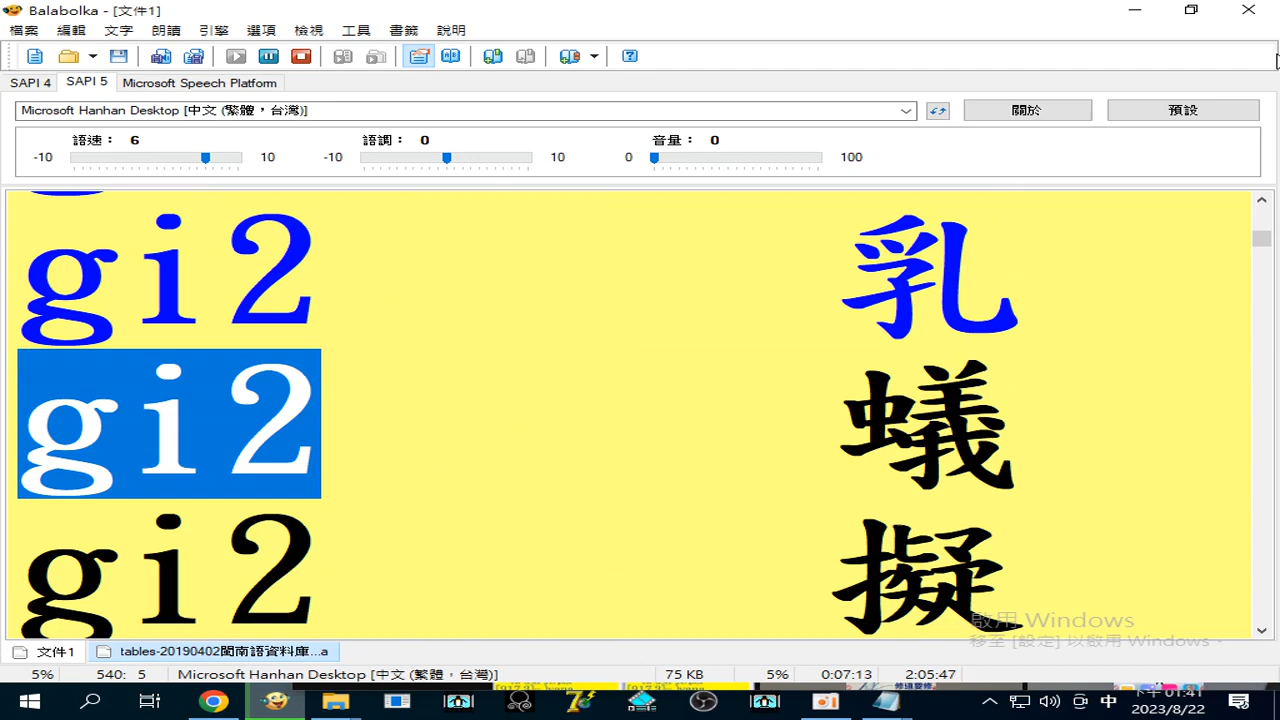 Balabolka - [文件1]
檔案 編輯 文字 朗讀 引擎 選項 檢視 工具 書籤 說明
SAPI 4 SAPI 5 Microsoft Speech Platform
Microsoft Hanhan Desktop [中文 (繁體，台灣)] 關於 預設
語速： 6 語調： 0 音量： 0
-10 10 -10 10 0 100
gi2 乳
gi2 蟻
gi2 擬
啟用 Windows
移至 [設定] 以啟用 Windows。
文件1 tables-20190402閩南語資料庫...a
5% 540: 5 Microsoft Hanhan Desktop [中文 (繁體，台灣)] 75 KB 5% 0:07:13 2:05:47
中 下午 01:41
2023/8/22